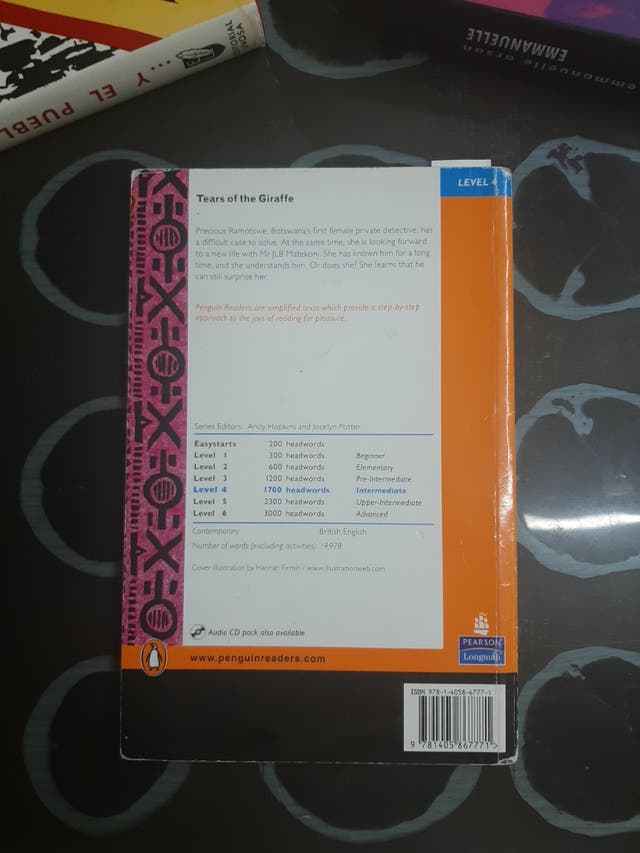 ... Y EL PUEBL
EMMANUELLE
emmanuelle arsan
LEVEL 4
Tears of the Giraffe
Precious Ramotswe, Botswana's first female private detective, has
a difficult case to solve. At the same time, she is looking forward
to a new life with Mr JLB Matekoni. She has known him for a long
time, and she understands him. Or does she? She learns that he
can still surprise her.
Penguin Readers are simplified texts which provide a step-by-step
approach to the joys of reading for pleasure.
Series Editors: Andy Hopkins and Jocelyn Potter
Easystarts 200 headwords
Level 1 300 headwords Beginner
Level 2 600 headwords Elementary
Level 3 1200 headwords Pre-Intermediate
Level 4 1700 headwords Intermediate
Level 5 2300 headwords Upper-Intermediate
Level 6 3000 headwords Advanced
Contemporary British English
Number of words (excluding activities): 19,978
Cover illustration by Hannah Firmin / www.illustrationweb.com
Audio CD pack also available
PEARSON
Longman
www.penguinreaders.com
ISBN 978-1-4058-6777-1
9 781405 867771 >